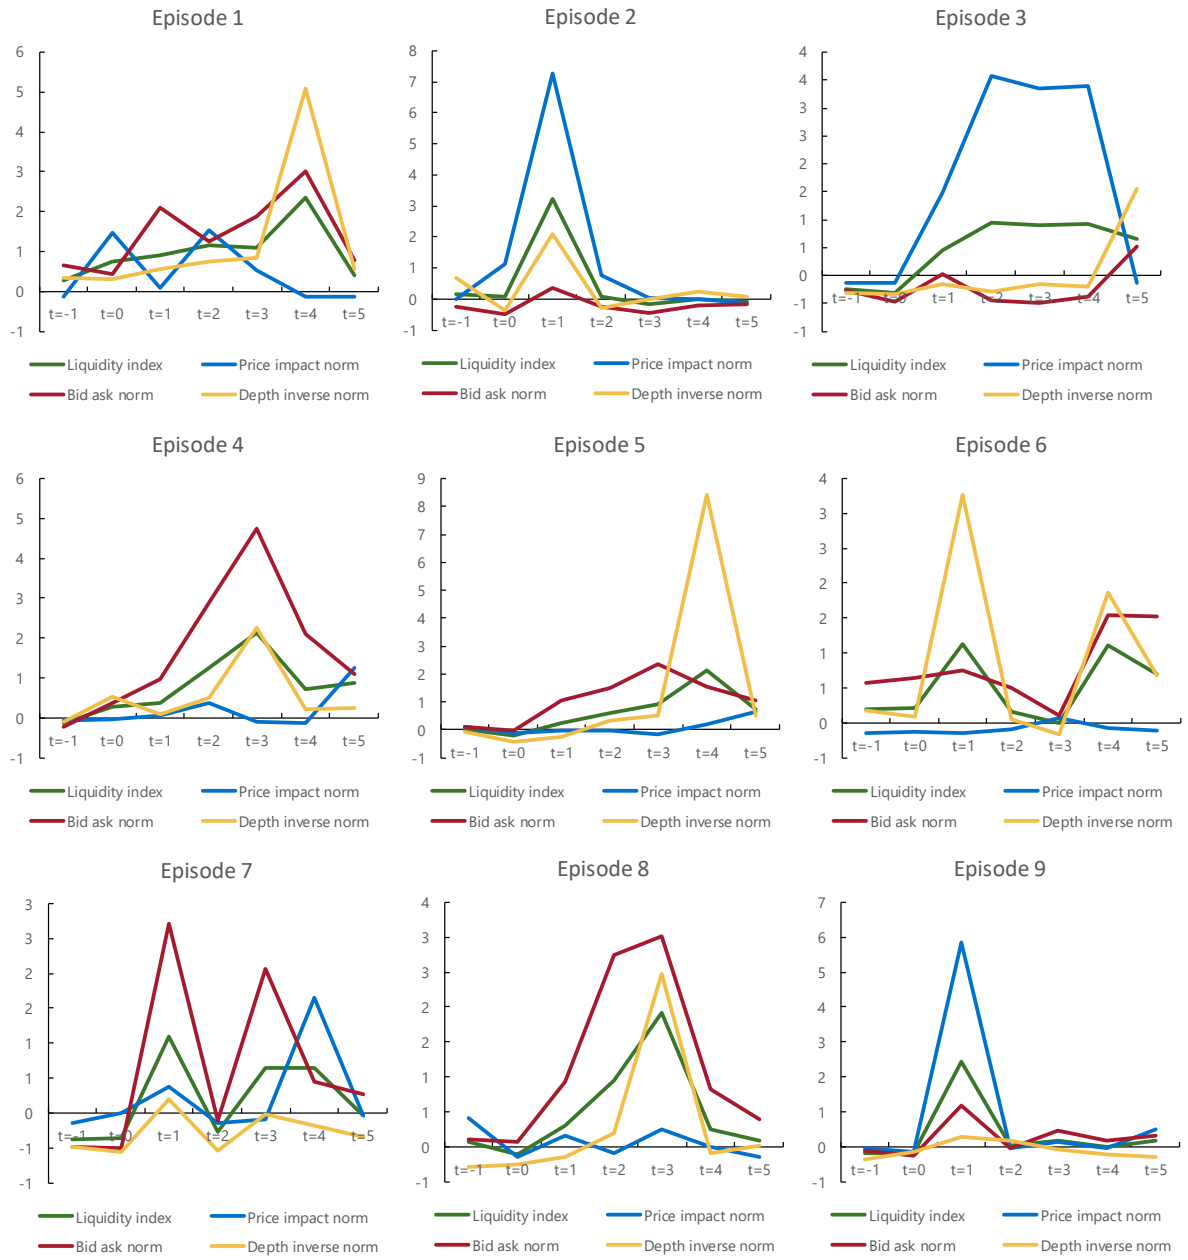 Episode 1
6
5
4
3
2
1
0
-1
t=-1 t=0 t=1 t=2 t=3 t=4 t=5
Liquidity index Price impact norm
Bid ask norm Depth inverse norm
Episode 2
8
7
6
5
4
3
2
1
0
-1
t=-1 t=0 t=1 t=2 t=3 t=4 t=5
Liquidity index Price impact norm
Bid ask norm Depth inverse norm
Episode 3
4
4
3
3
2
2
1
1
0
-1
-1
t=-1 t=0 t=1 t=2 t=3 t=4 t=5
Liquidity index Price impact norm
Bid ask norm Depth inverse norm
Episode 4
6
5
4
3
2
1
0
-1
t=-1 t=0 t=1 t=2 t=3 t=4 t=5
Liquidity index Price impact norm
Bid ask norm Depth inverse norm
Episode 5
9
8
7
6
5
4
3
2
1
0
-1
t=-1 t=0 t=1 t=2 t=3 t=4 t=5
Liquidity index Price impact norm
Bid ask norm Depth inverse norm
Episode 6
4
3
3
2
2
1
1
0
-1
t=-1 t=0 t=1 t=2 t=3 t=4 t=5
Liquidity index Price impact norm
Bid ask norm Depth inverse norm
Episode 7
3
3
2
2
1
1
0
-1
-1
t=-1 t=0 t=1 t=2 t=3 t=4 t=5
Liquidity index Price impact norm
Bid ask norm Depth inverse norm
Episode 8
4
3
3
2
2
1
1
0
-1
t=-1 t=0 t=1 t=2 t=3 t=4 t=5
Liquidity index Price impact norm
Bid ask norm Depth inverse norm
Episode 9
7
6
5
4
3
2
1
0
-1
t=-1 t=0 t=1 t=2 t=3 t=4 t=5
Liquidity index Price impact norm
Bid ask norm Depth inverse norm